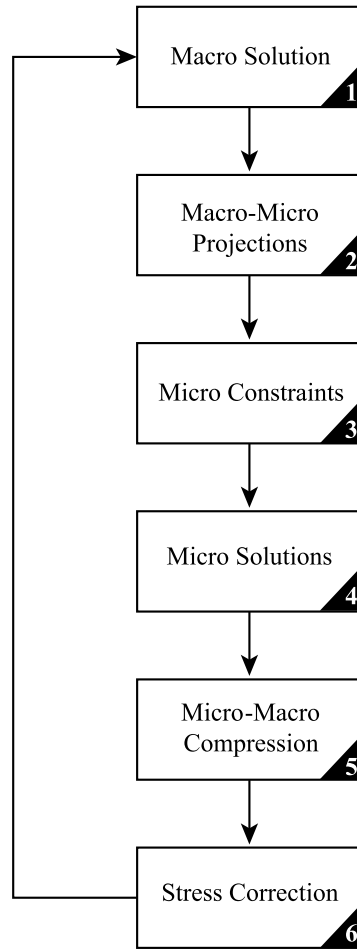 Macro Solution
1
Macro-Micro
Projections
2
Micro Constraints
3
Micro Solutions
4
Micro-Macro
Compression
5
Stress Correction
6